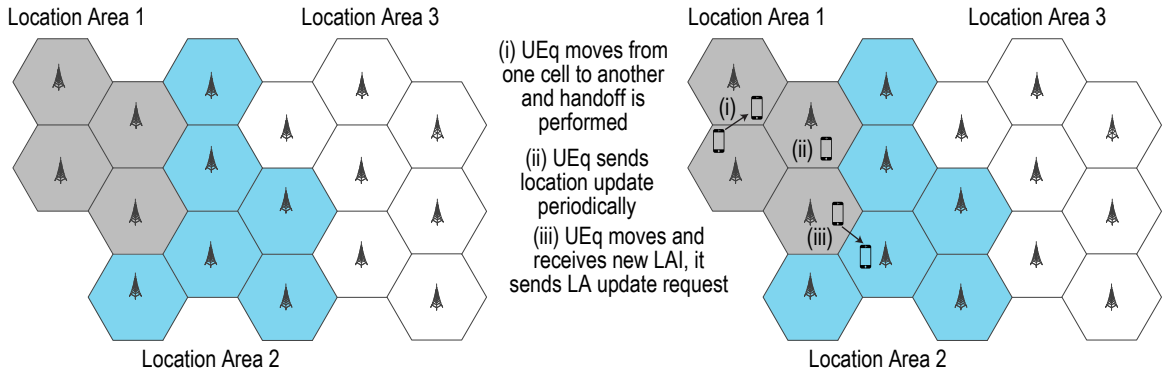 Location Area 1
Location Area 3
Location Area 2
(i) UEq moves from
one cell to another
and handoff is
performed
(ii) UEq sends
location update
periodically
(iii) UEq moves and
receives new LAI, it
sends LA update request
Location Area 1
Location Area 3
(i)
(ii)
(iii)
Location Area 2